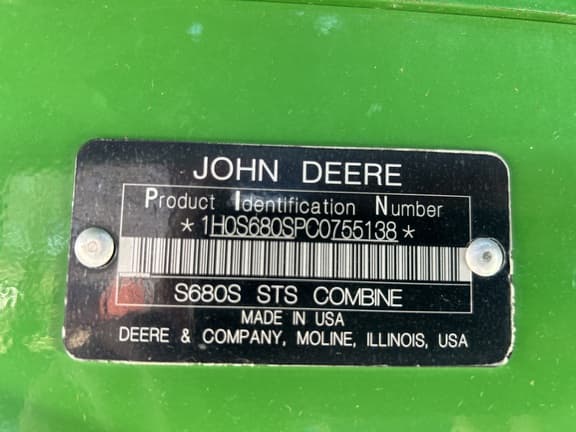 JOHN DEERE
Product Identification Number
*1H0S680SPC0755138*
S680S STS COMBINE
MADE IN USA
DEERE & COMPANY, MOLINE, ILLINOIS, USA